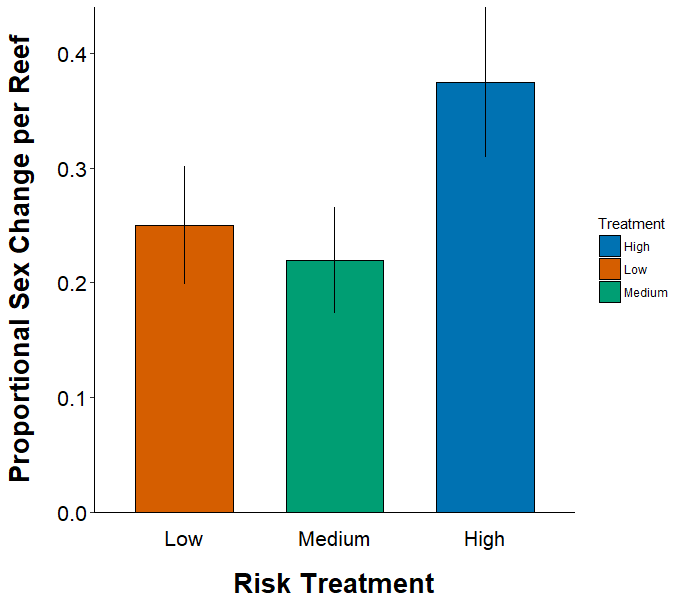 Proportional Sex Change per Reef
0.4
0.3
0.2
0.1
0.0
Low Medium High
Risk Treatment
Treatment
High
Low
Medium